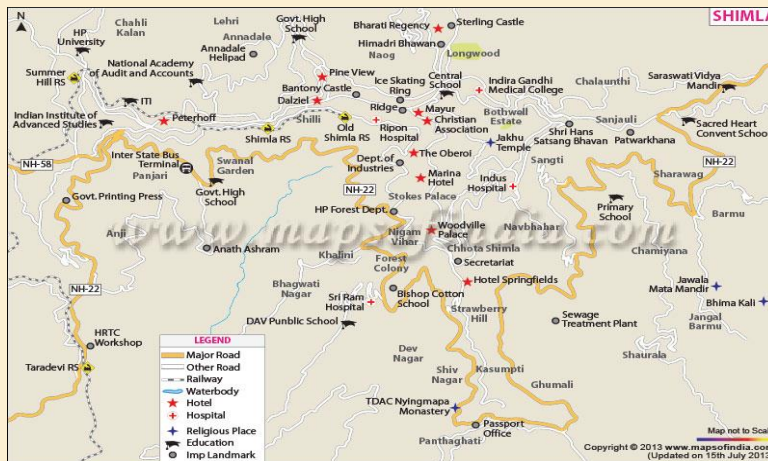 SHIMLA
N
Chahli
Kalan
Lehri
Annadale
Govt. High
School
Bharati Regency
Sterling Castle
HP
University
Annadale
Helipad
Himadri Bhawan
Naog
Longwood
Summer
Hill RS
National Academy
of Audit and Accounts
Pine View
Bantony Castle
Dalziel
Ice Skating
Ring
Central
School
Indira Gandhi
Medical College
Chalaunthi
Saraswati Vidya
Mandir
ITI
Ridge
Mayur
Christian
Association
Bothwell
Estate
Indian Institute of
Advanced Studies
Peterhoff
Shimla RS
Shilli
Old
Shimla RS
Ripon
Hospital
Jakhu
Temple
Shri Hans
Satsang Bhavan
Sanjauli
Patwarkhana
Sacred Heart
Convent School
NH-58
Inter State Bus
Terminal
Panjari
Swanal
Garden
Dept. of
Industries
The Oberoi
Sangti
NH-22
Govt. Printing Press
Govt. High
School
NH-22
Marina
Hotel
Indus
Hospital
Sharawag
Stokes Palace
Primary
School
HP Forest Dept.
Barmu
Anji
www.mapsofindia.com
Nigam
Vihar
Woodville
Palace
Navbhahar
Anath Ashram
Khalini
Chhota Shimla
Chamiyana
Forest
Colony
Secretariat
NH-22
Bhagwati
Nagar
Sri Ram
Hospital
Bishop Cotton
School
Hotel Springfields
Jawala
Mata Mandir
Bhima Kali
DAV Punblic School
Strawberry
Hill
Sewage
Treatment Plant
Jangal
Barmu
HRTC
Workshop
Taradevi RS
Dev
Nagar
Shaurala
Shiv
Nagar
Kasumpti
Ghumali
TDAC Nyingmapa
Monastery
Passport
Office
Panthaghati
LEGEND
Major Road
Other Road
Railway
Waterbody
Hotel
Hospital
Religious Place
Education
Imp Landmark
Map not to Scal
Copyright © 2013 www.mapsofindia.com
(Updated on 15th July 2013